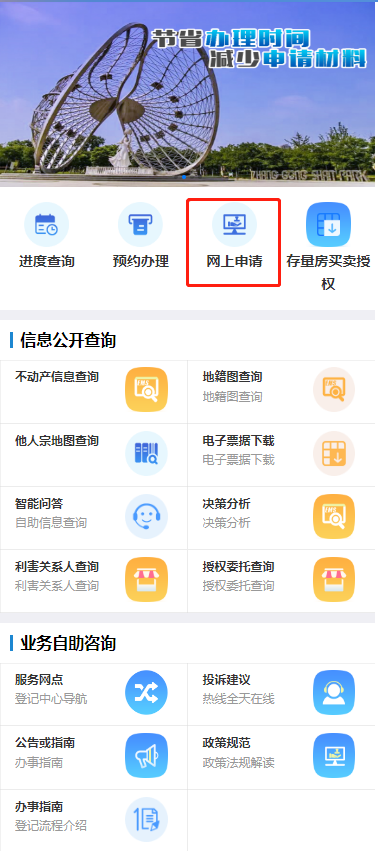 节省办理时间
减少申请材料
ZHANG GONG SHAN PARK
进度查询
预约办理
网上申请
存量房买卖授权
信息公开查询
不动产信息查询
地籍图查询
地籍图查询
他人宗地图查询
电子票据下载
电子票据下载
智能问答
自助信息查询
决策分析
决策分析
利害关系人查询
利害关系人查询
授权委托查询
授权委托查询
业务自助咨询
服务网点
登记中心导航
投诉建议
热线全天在线
公告或指南
办事指南
政策规范
政策法规解读
办事指南
登记流程介绍